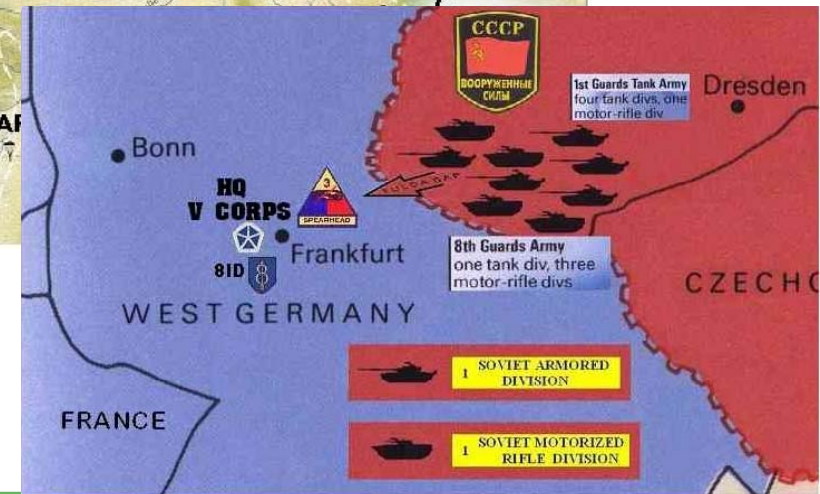 СССР
ВООРУЖЕННЫЕ
СИЛЫ
1st Guards Tank Army
four tank divs, one
motor-rifle div
Dresden
Bonn
HQ
V CORPS
3
SPEARHEAD
FULDA GAP
Frankfurt
8ID
8th Guards Army
one tank div, three
motor-rifle divs
CZECHO
WEST GERMANY
1 SOVIET ARMORED
DIVISION
FRANCE
1 SOVIET MOTORIZED
RIFLE DIVISION